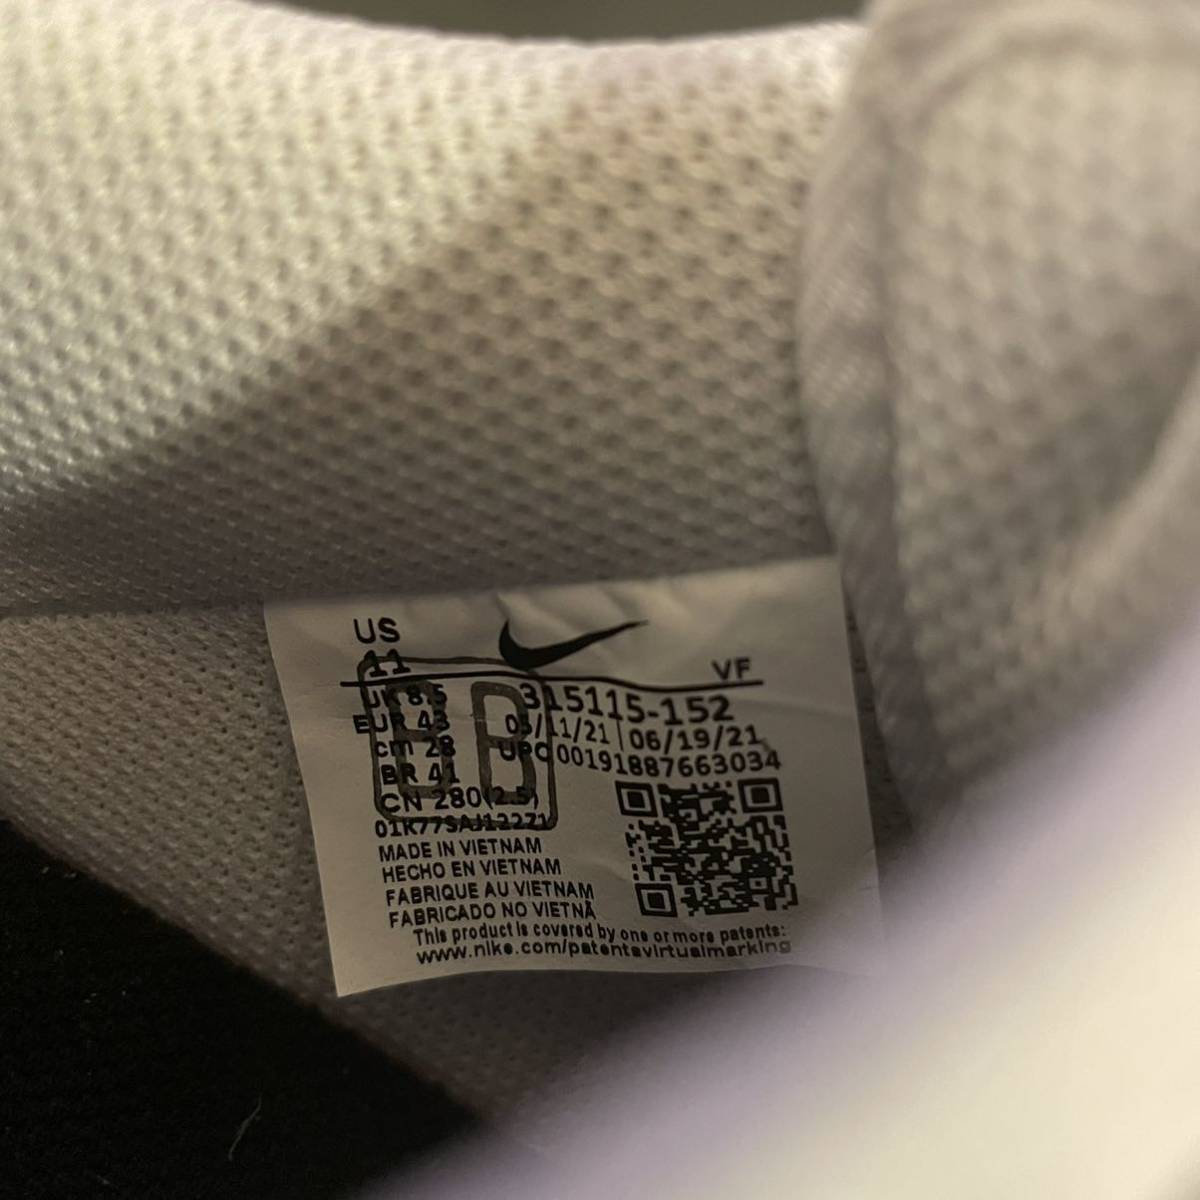 US
11
VF
UK 8.5
315115-152
EUR 43
05/11/21 | 06/19/21
cm 28
UPC 00191887663034
BR 41
CN 280(2.5)
BB
MADE IN VIETNAM
HECHO EN VIETNAM
FABRIQUE AU VIETNAM
FABRICADO NO VIETNÃ
This product is covered by one or more patents:
www.nike.com/patentsvirtualmarking